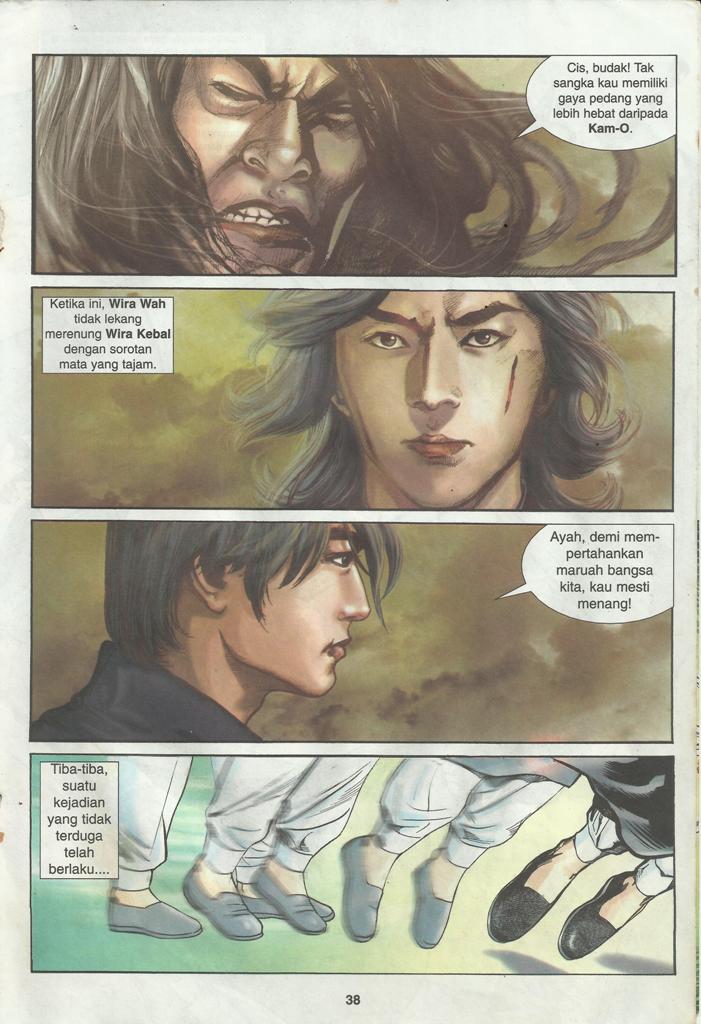 Cis, budak! Tak
sangka kau memiliki
gaya pedang yang
lebih hebat daripada
Kam-O.
Ketika ini, Wira Wah
tidak lekang
merenung Wira Kebal
dengan sorotan
mata yang tajam.
Ayah, demi mem-
pertahankan
maruah bangsa
kita, kau mesti
menang!
Tiba-tiba,
suatu
kejadian
yang tidak
terduga
telah
berlaku....
38